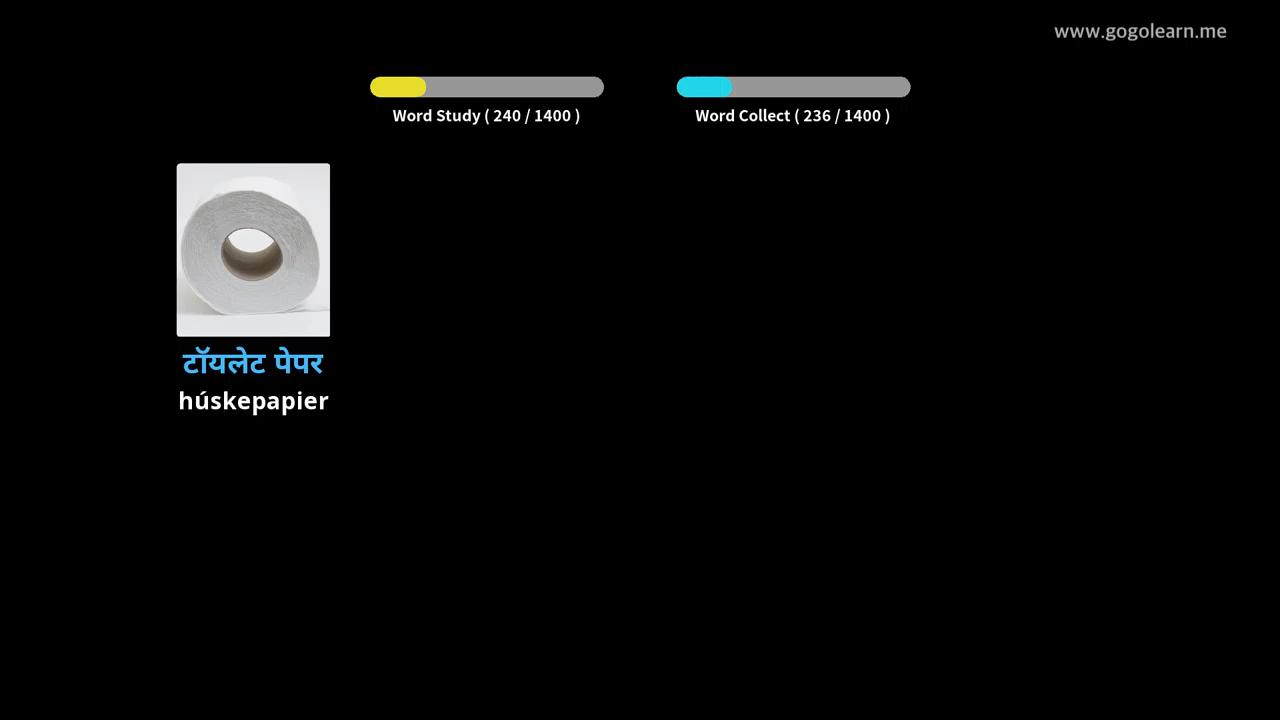 www.gogolearn.me
Word Study ( 240 / 1400 )
Word Collect ( 236 / 1400 )
टॉयलेट पेपर
húskepapier